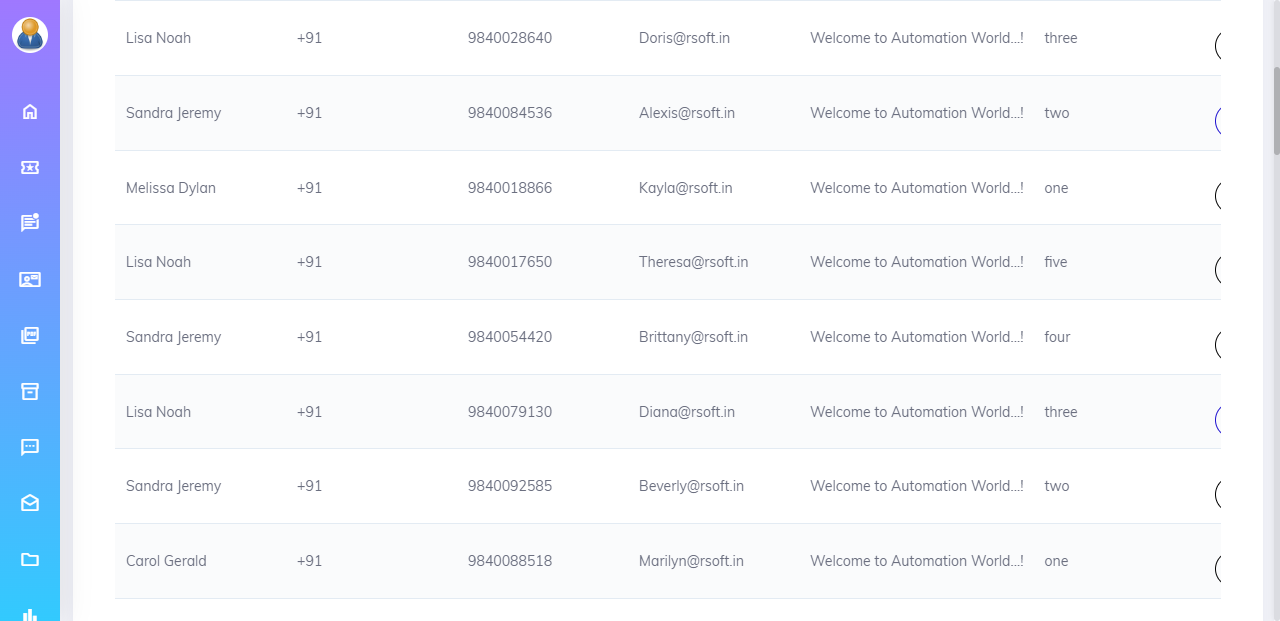 Lisa Noah +91 9840028640 Doris@rsoft.in Welcome to Automation World...! three
Sandra Jeremy +91 9840084536 Alexis@rsoft.in Welcome to Automation World...! two
Melissa Dylan +91 9840018866 Kayla@rsoft.in Welcome to Automation World...! one
Lisa Noah +91 9840017650 Theresa@rsoft.in Welcome to Automation World...! five
Sandra Jeremy +91 9840054420 Brittany@rsoft.in Welcome to Automation World...! four
Lisa Noah +91 9840079130 Diana@rsoft.in Welcome to Automation World...! three
Sandra Jeremy +91 9840092585 Beverly@rsoft.in Welcome to Automation World...! two
Carol Gerald +91 9840088518 Marilyn@rsoft.in Welcome to Automation World...! one